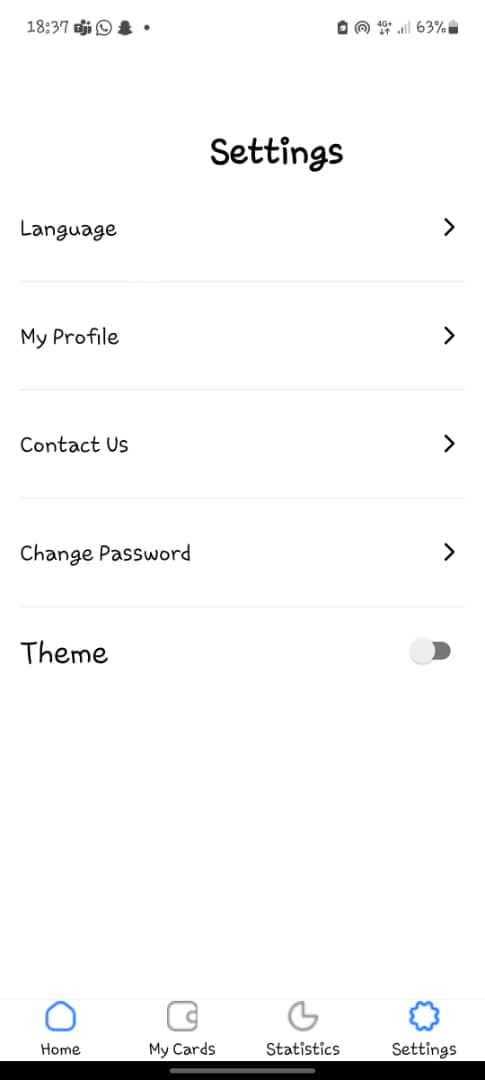 18:37 63%
4G+
Settings
Language
My Profile
Contact Us
Change Password
Theme
Home My Cards Statistics Settings